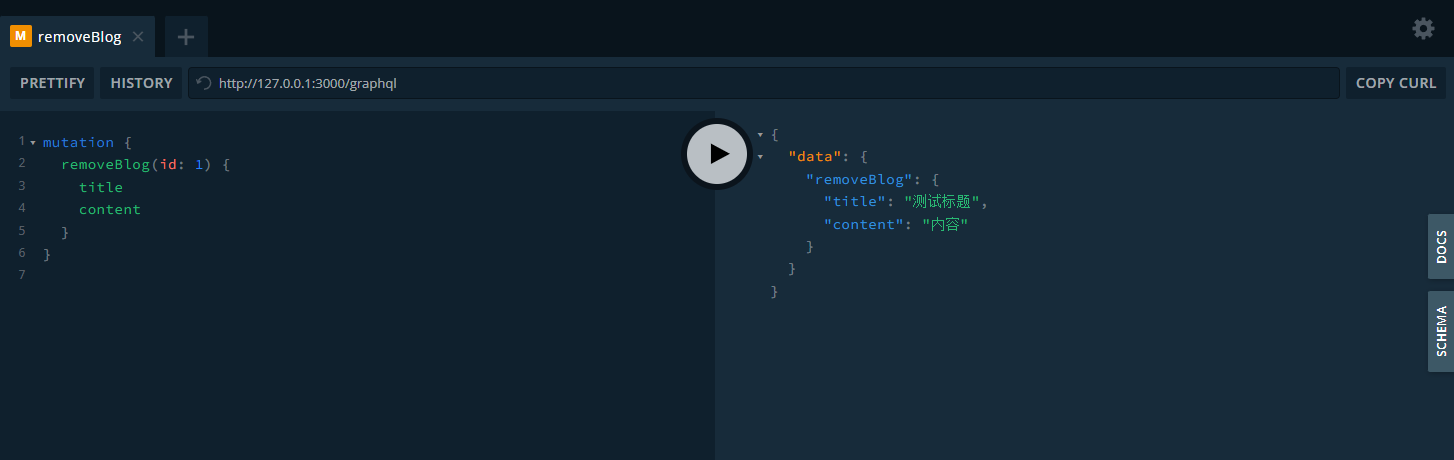 M removeBlog
PRETTIFY HISTORY http://127.0.0.1:3000/graphql COPY CURL
1 mutation {
2 removeBlog(id: 1) {
3 title
4 content
5 }
6 }
7
{
"data": {
"removeBlog": {
"title": "测试标题",
"content": "内容"
}
}
}
DOCS
SCHEMA